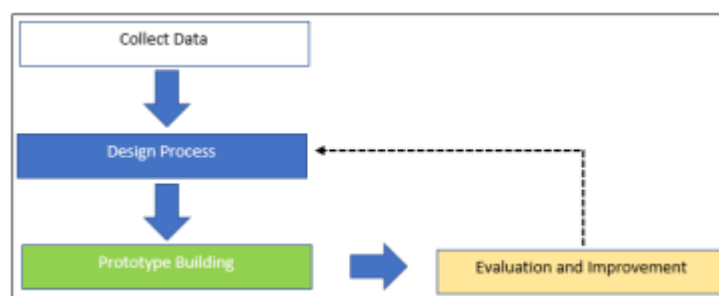 Collect Data
Design Process
Prototype Building
Evaluation and Improvement